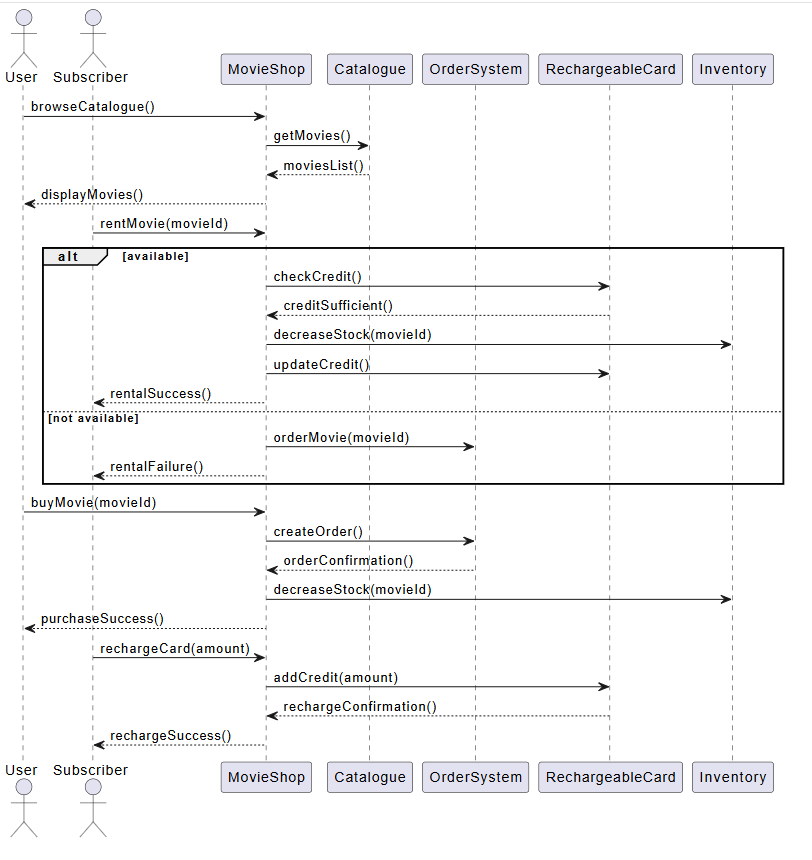 User Subscriber
MovieShop Catalogue OrderSystem RechargeableCard Inventory
browseCatalogue()
getMovies()
moviesList()
displayMovies()
rentMovie(movieId)
alt [available]
checkCredit()
creditSufficient()
decreaseStock(movieId)
updateCredit()
rentalSuccess()
[not available]
orderMovie(movieId)
rentalFailure()
buyMovie(movieId)
createOrder()
orderConfirmation()
decreaseStock(movieId)
purchaseSuccess()
rechargeCard(amount)
addCredit(amount)
rechargeConfirmation()
rechargeSuccess()
User Subscriber
MovieShop Catalogue OrderSystem RechargeableCard Inventory